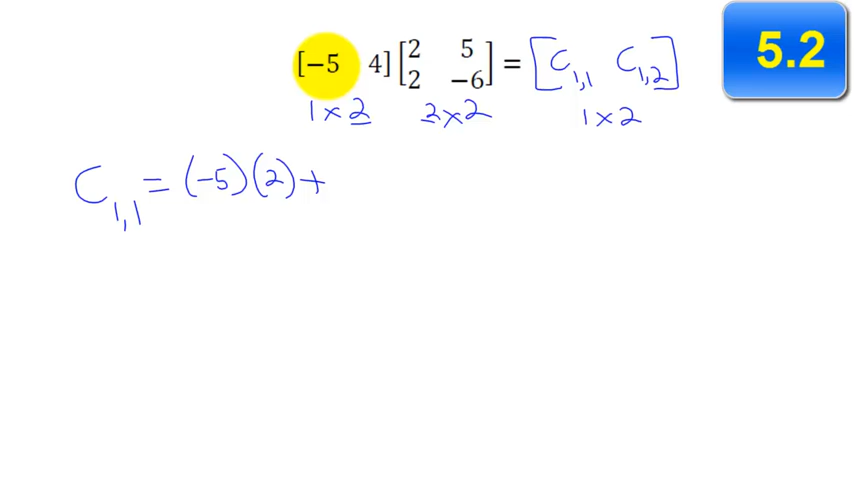 5.2
[−5 4] [2 5
2 −6] = [C1,1 C1,2]
1 × 2 2 × 2 1 × 2
C1,1 = (-5)(2) +